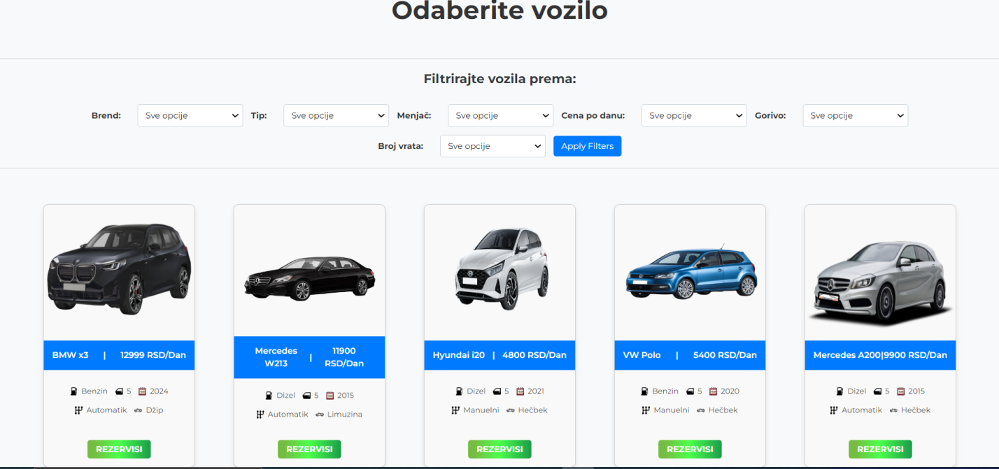 Odaberite vozilo
Filtrirajte vozila prema:
Brend: Sve opcije Tip: Sve opcije Menjač: Sve opcije Cena po danu: Sve opcije Gorivo: Sve opcije
Broj vrata: Sve opcije Apply Filters
BMW x3 | 12999 RSD/Dan
Benzin 5 2024
Automatik Džip
REZERVISI
Mercedes W213 | 11900 RSD/Dan
Dizel 5 2015
Automatik Limuzina
REZERVISI
Hyundai i20 | 4800 RSD/Dan
Dizel 5 2021
Manuelni Hečbek
REZERVISI
VW Polo | 5400 RSD/Dan
Benzin 5 2020
Manuelni Hečbek
REZERVISI
Mercedes A200|9900 RSD/Dan
Dizel 5 2015
Automatik Hečbek
REZERVISI